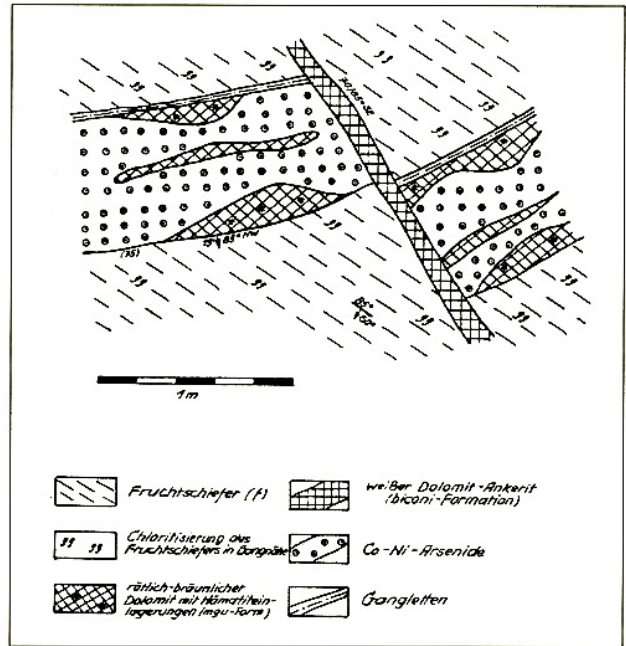 1m
Fruchtschiefer (f)
Chloritisierung des
Fruchtschiefers in Gangnähe
rötlich-bräunlicher
Dolomit mit Hämatitein-
lagerungen (mgu-Form)
weißer Dolomit-Ankerit
(biconi-Formation)
Co-Ni-Arsenide
Gangletten